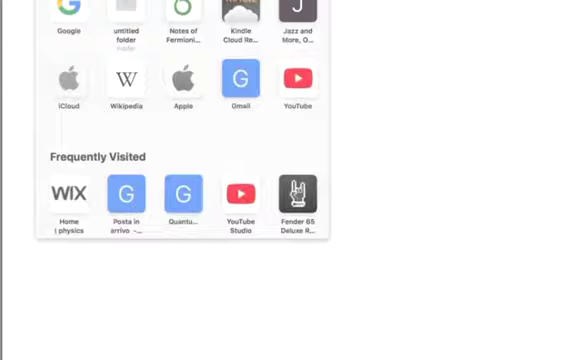 G
KINDLE
J
Google
untitled folder
Notes of Fermioni...
Kindle Cloud Re...
Jazz and More, O...
W
G
iCloud
Wikipedia
Apple
Gmail
YouTube
Frequently Visited
WIX
G
G
Home | physics
Posta in arrivo -...
Quantu...
YouTube Studio
Fender 65 Deluxe R...